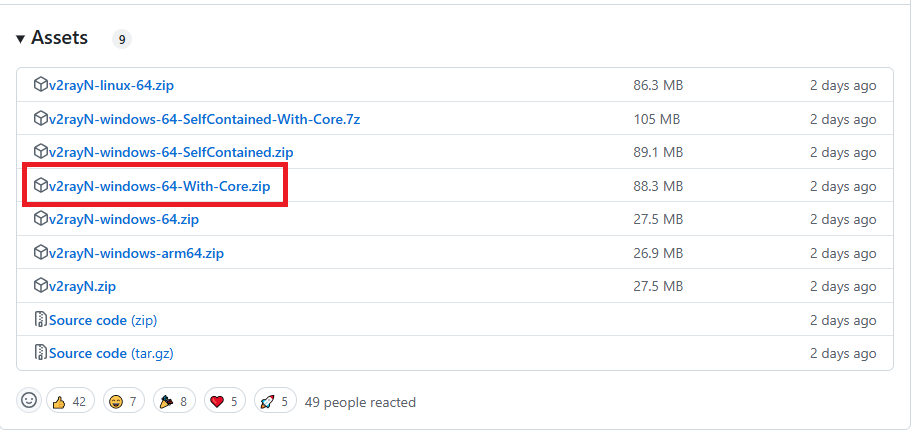 Assets 9
v2rayN-linux-64.zip 86.3 MB 2 days ago
v2rayN-windows-64-SelfContained-With-Core.7z 105 MB 2 days ago
v2rayN-windows-64-SelfContained.zip 89.1 MB 2 days ago
v2rayN-windows-64-With-Core.zip 88.3 MB 2 days ago
v2rayN-windows-64.zip 27.5 MB 2 days ago
v2rayN-windows-arm64.zip 26.9 MB 2 days ago
v2rayN.zip 27.5 MB 2 days ago
Source code (zip) 2 days ago
Source code (tar.gz) 2 days ago
42 7 8 5 5 49 people reacted